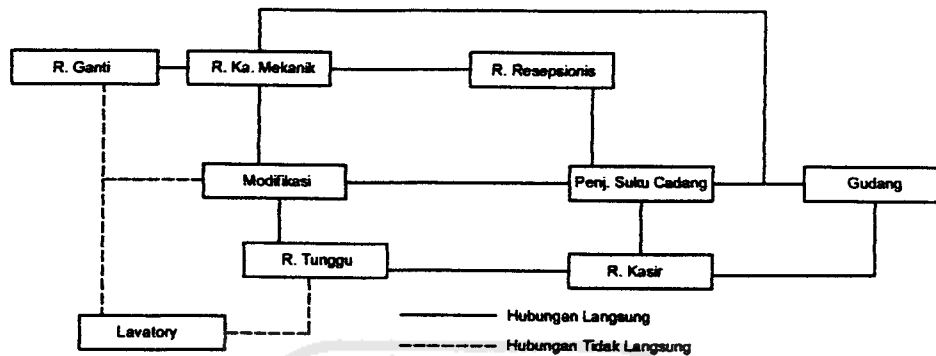 R. Ganti
R. Ka. Mekanik
R. Resepsionis
Modifikasi
Penj. Suku Cadang
Gudang
R. Tunggu
R. Kasir
Lavatory
Hubungan Langsung
Hubungan Tidak Langsung